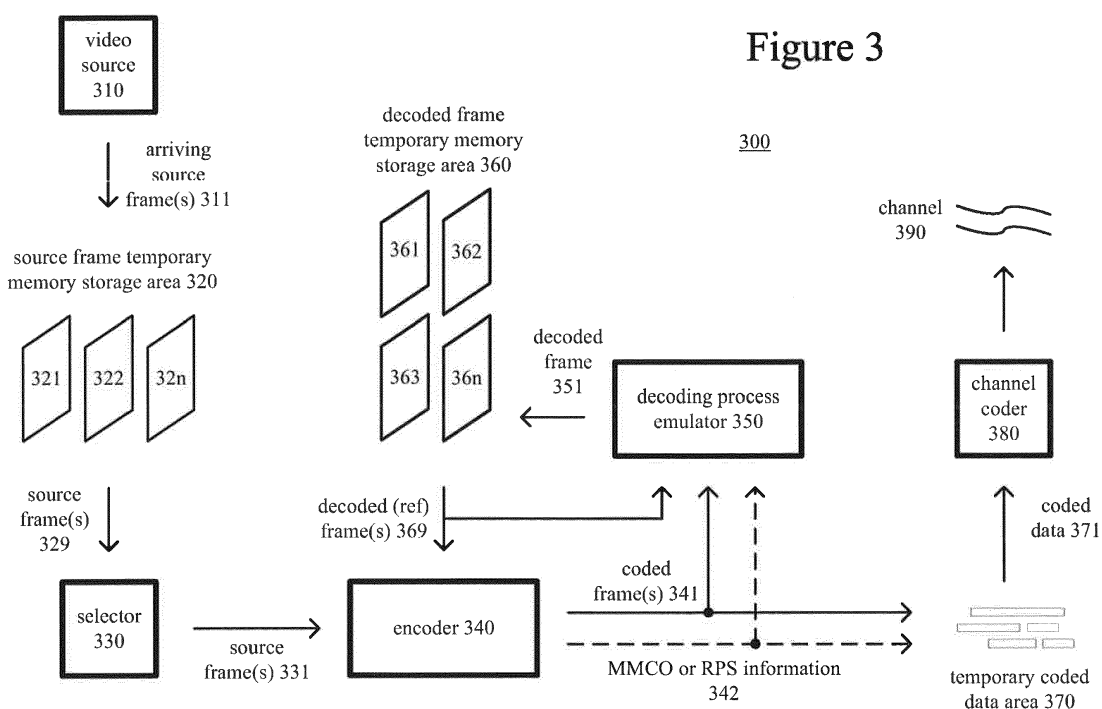 Figure 3
300
video
source
310
arriving
source
frame(s) 311
source frame temporary
memory storage area 320
321
322
32n
source
frame(s)
329
selector
330
source
frame(s) 331
decoded frame
temporary memory
storage area 360
361
362
363
36n
decoded
frame
351
decoding process
emulator 350
decoded (ref)
frame(s) 369
encoder 340
coded
frame(s) 341
MMCO or RPS information
342
channel
390
channel
coder
380
coded
data 371
temporary coded
data area 370